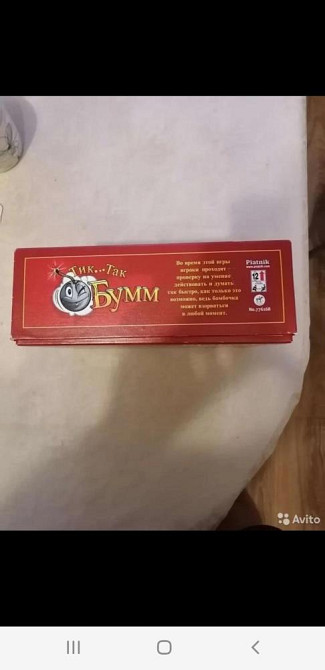 Тик...Так
Бумм
Во время этой игры
игроки проходят
проверку на умение
действовать и думать
так быстро, как только это
возможно, ведь бомбочка
может взорваться
в любой момент.
Piatnik
12
Avito